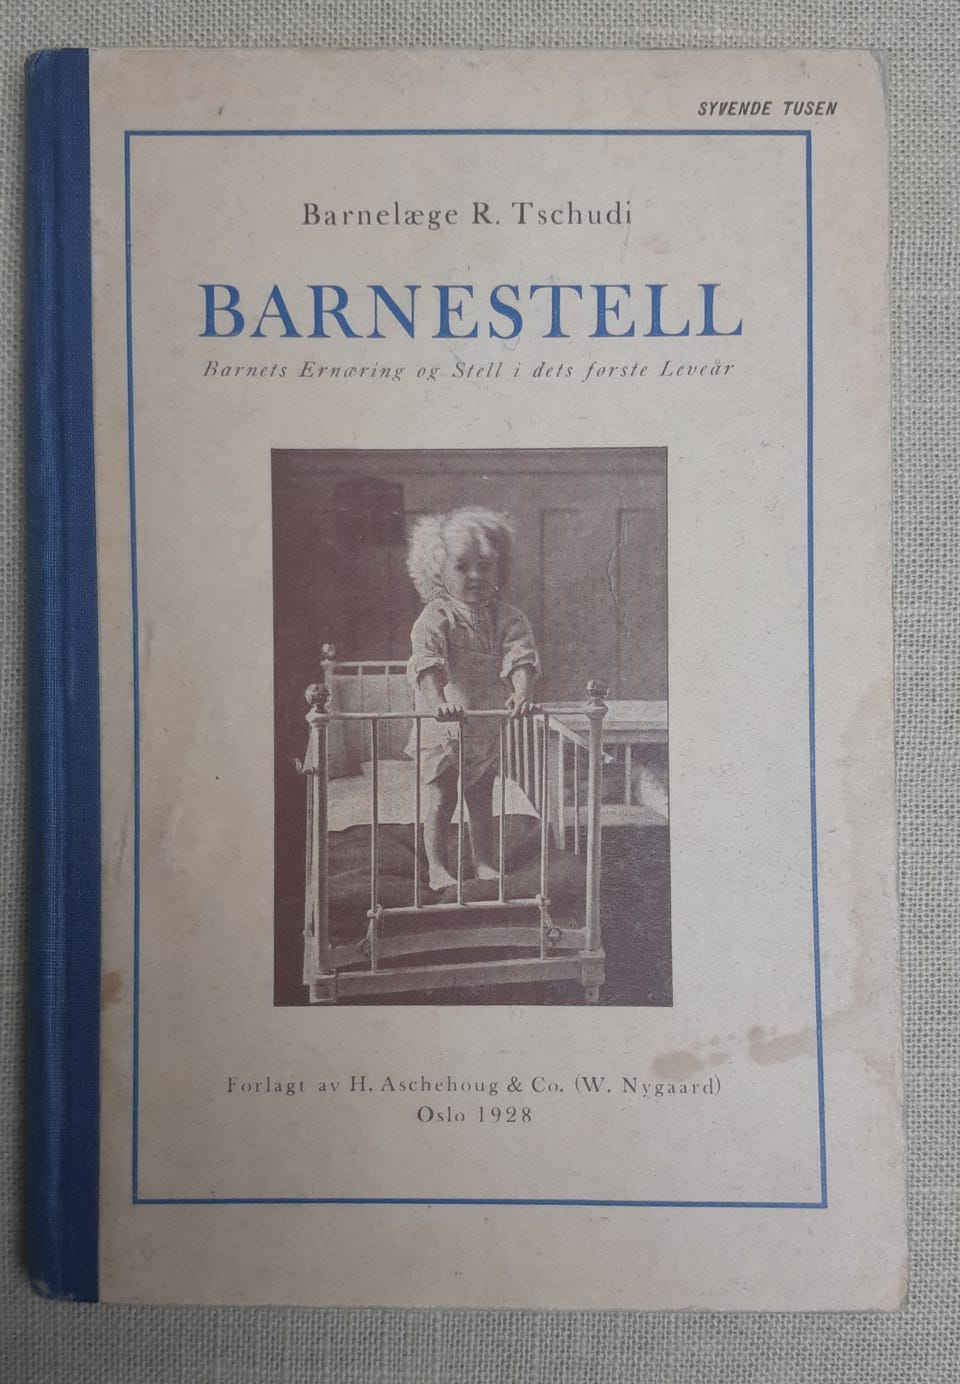 SYVENDE TUSEN
Barnelæge R. Tschudi
BARNESTELL
Barnets Ernæring og Stell i dets første Leveår
Forlagt av H. Aschehoug & Co. (W. Nygaard)
Oslo 1928